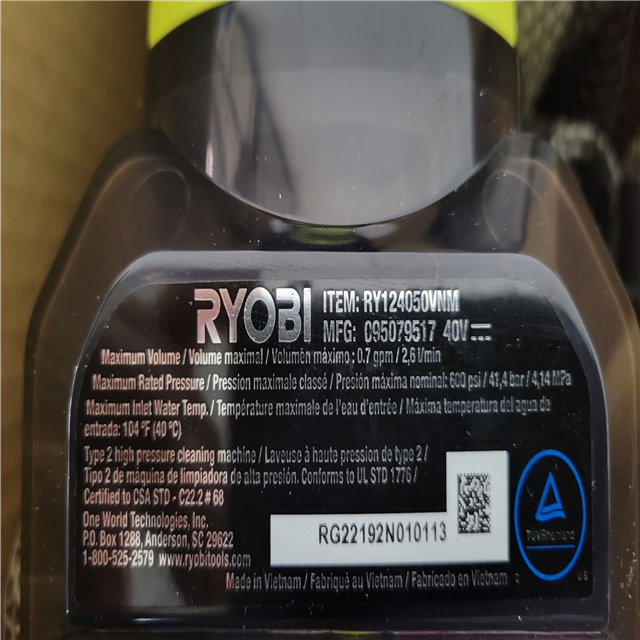 RYOBI
ITEM: RY124050VNM
MFG: 095079517 40V
Maximum Volume / Volume maximal / Volumén máximo : 0.7 gpm / 2,6 l/min
Maximum Rated Pressure / Pression maximale classé / Presión máxima nominal: 600 psi / 41,4 bar / 4,14 MPa
Maximum Inlet Water Temp. / Température maximale de l'eau d'entrée / Máxima temperatura del agua de
entrada: 104 °F (40 °C)
Type 2 high pressure cleaning machine / Laveuse à haute pression de type 2 /
Tipo 2 de máquina de limpiadora de alta presión. Conforms to UL STD 1776 /
Certified to CSA STD - C22.2 # 68
One World Technologies, Inc.
P.O. Box 1288, Anderson, SC 29622
1-800-525-2579 www.ryobitools.com
RG22192N010113
TÜVRheinland
C US
Made in Vietnam / Fabriqué au Vietnam / Fabricado en Vietnam